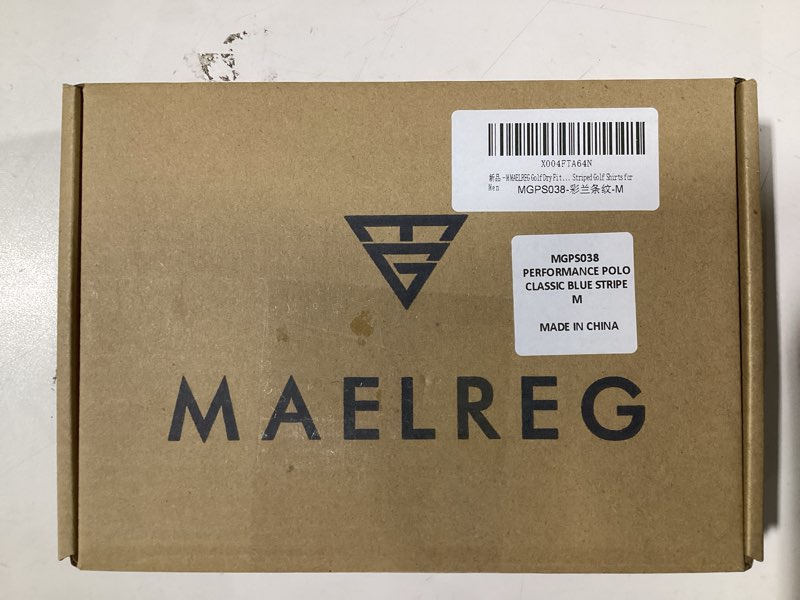 X004FTA64N
新品 -M MAELREG Golf Dry Fit... Striped Golf Shirts for
Men MGPS038-彩兰条纹-M
MGPS038
PERFORMANCE POLO
CLASSIC BLUE STRIPE
M
MADE IN CHINA
MAELREG